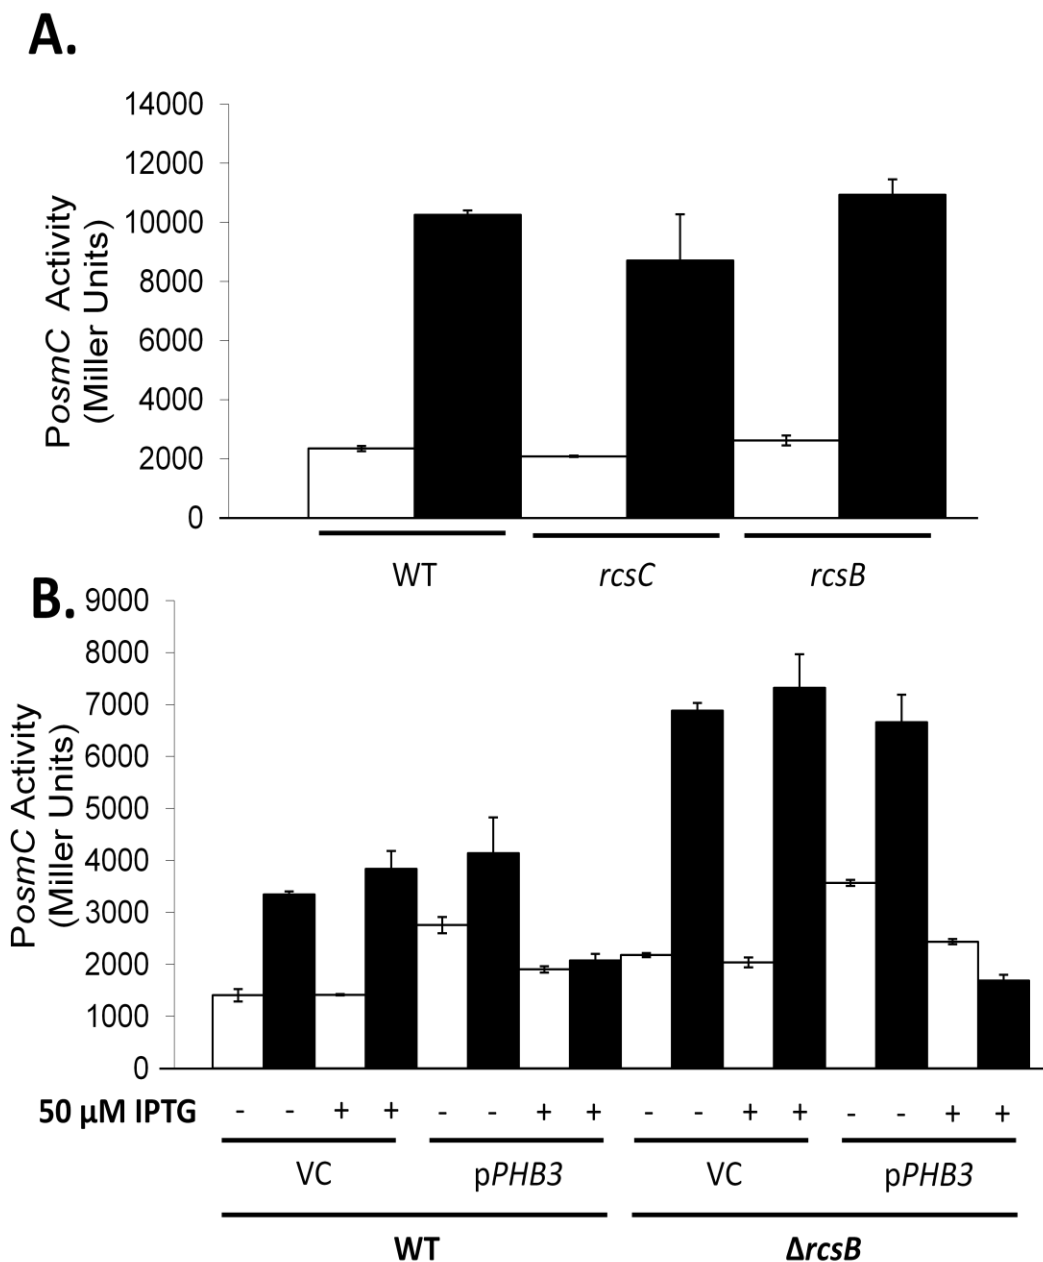 A.
14000
12000
10000
8000
6000
4000
2000
0
PosmC Activity
(Miller Units)
WT rcsC rcsB
B.
9000
8000
7000
6000
5000
4000
3000
2000
1000
0
PosmC Activity
(Miller Units)
50 µM IPTG - - + + - - + + - - + + - - + +
VC pPHB3 VC pPHB3
WT ΔrcsB